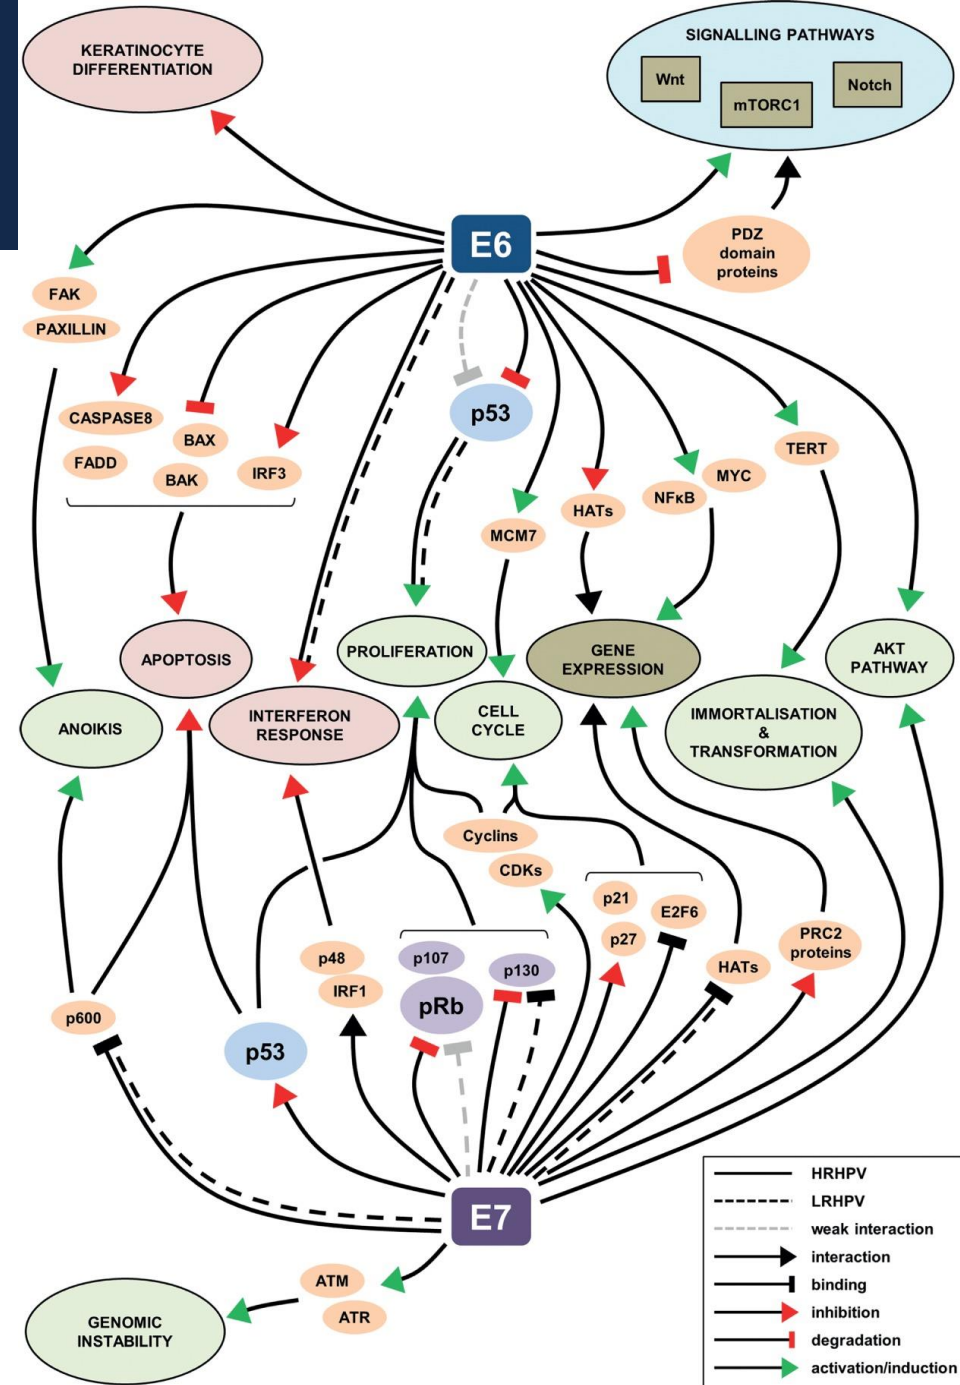 KERATINOCYTE
DIFFERENTIATION
SIGNALLING PATHWAYS
Wnt
mTORC1
Notch
E6
PDZ
domain
proteins
FAK
PAXILLIN
CASPASE8
FADD
BAX
BAK
IRF3
p53
MCM7
HATs
NFκB
MYC
TERT
APOPTOSIS
ANOIKIS
INTERFERON
RESPONSE
PROLIFERATION
CELL
CYCLE
GENE
EXPRESSION
IMMORTALISATION
&
TRANSFORMATION
AKT
PATHWAY
Cyclins
CDKs
p21
p27
E2F6
HATs
PRC2
proteins
p48
IRF1
p107
pRb
p130
p600
p53
E7
ATM
ATR
GENOMIC
INSTABILITY
HRHPV
LRHPV
weak interaction
interaction
binding
inhibition
degradation
activation/induction